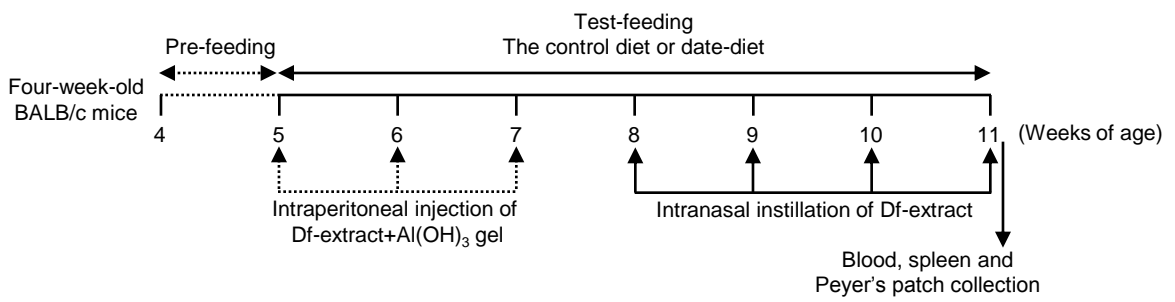 Test-feeding
The control diet or date-diet
Pre-feeding
Four-week-old
BALB/c mice
4 5 6 7 8 9 10 11 (Weeks of age)
Intraperitoneal injection of
Df-extract+Al(OH)₃ gel
Intranasal instillation of Df-extract
Blood, spleen and
Peyer's patch collection